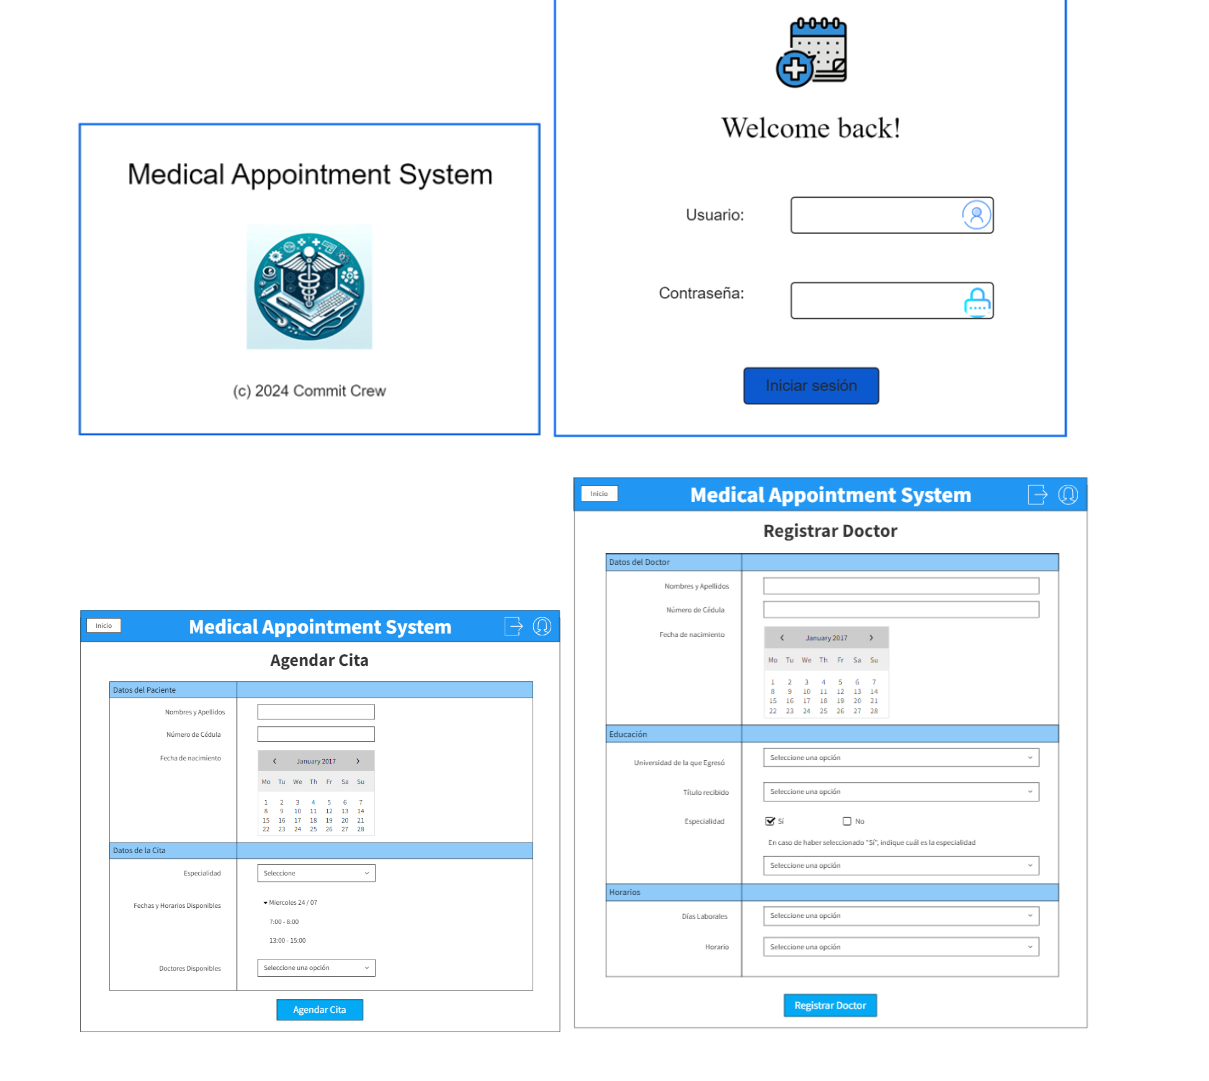 Medical Appointment System
(c) 2024 Commit Crew
Welcome back!
Usuario:
Contraseña:
Iniciar sesión
Inicio
Medical Appointment System
Agendar Cita
Datos del Paciente
Nombres y Apellidos
Número de Cédula
Fecha de nacimiento
January 2017
Mo Tu We Th Fr Sa Su
1 2 3 4 5 6 7
8 9 10 11 12 13 14
15 16 17 18 19 20 21
22 23 24 25 26 27 28
Datos de la Cita
Especialidad
Seleccione
Fechas y Horarios Disponibles
Miercoles 24 / 07
7:00 - 8:00
13:00 - 15:00
Doctores Disponibles
Seleccione una opción
Agendar Cita
Inicio
Medical Appointment System
Registrar Doctor
Datos del Doctor
Nombres y Apellidos
Número de Cédula
Fecha de nacimiento
January 2017
Mo Tu We Th Fr Sa Su
1 2 3 4 5 6 7
8 9 10 11 12 13 14
15 16 17 18 19 20 21
22 23 24 25 26 27 28
Educación
Universidad de la que Egresó
Seleccione una opción
Título recibido
Seleccione una opción
Especialidad
Sí No
En caso de haber seleccionado "Sí", indique cuál es la especialidad
Seleccione una opción
Horarios
Días Laborales
Seleccione una opción
Horario
Seleccione una opción
Registrar Doctor